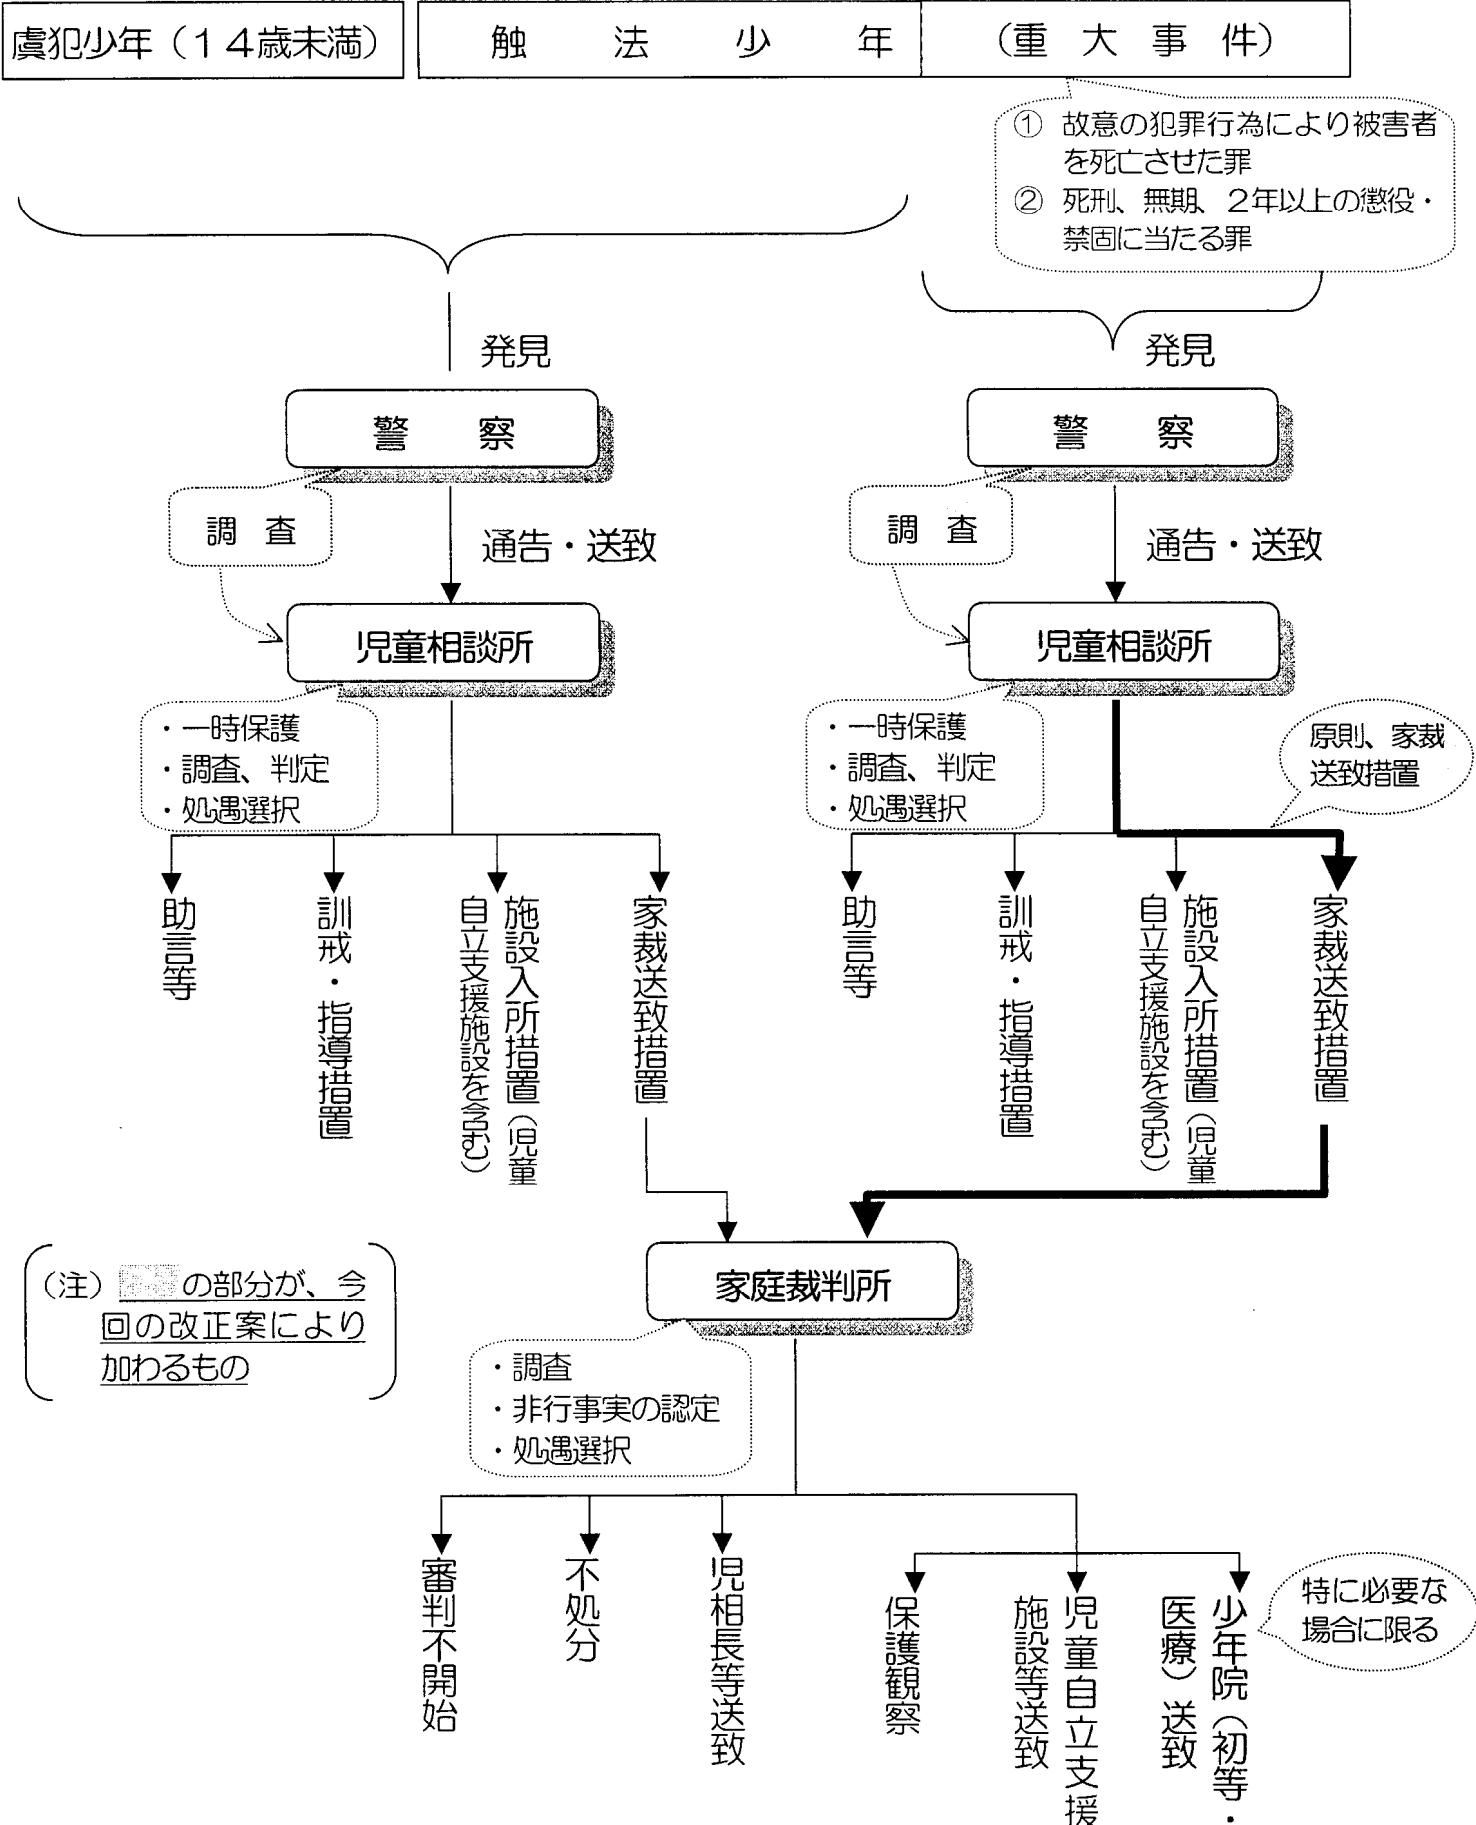 虞犯少年（１４歳未満）
触法少年
（重大事件）
① 故意の犯罪行為により被害者
を死亡させた罪
② 死刑、無期、２年以上の懲役・
禁固に当たる罪
発見
発見
警察
警察
調査
通告・送致
調査
通告・送致
児童相談所
児童相談所
・一時保護
・調査、判定
・処遇選択
・一時保護
・調査、判定
・処遇選択
原則、家裁
送致措置
助言等
訓戒・指導措置
施設入所措置（児童
自立支援施設を含む）
家裁送致措置
助言等
訓戒・指導措置
施設入所措置（児童
自立支援施設を含む）
家裁送致措置
（注）の部分が、今
回の改正案により
加わるもの
家庭裁判所
・調査
・非行事実の認定
・処遇選択
審判不開始
不処分
児相長等送致
保護観察
児童自立支援
施設等送致
少年院（初等・
医療）送致
特に必要な
場合に限る